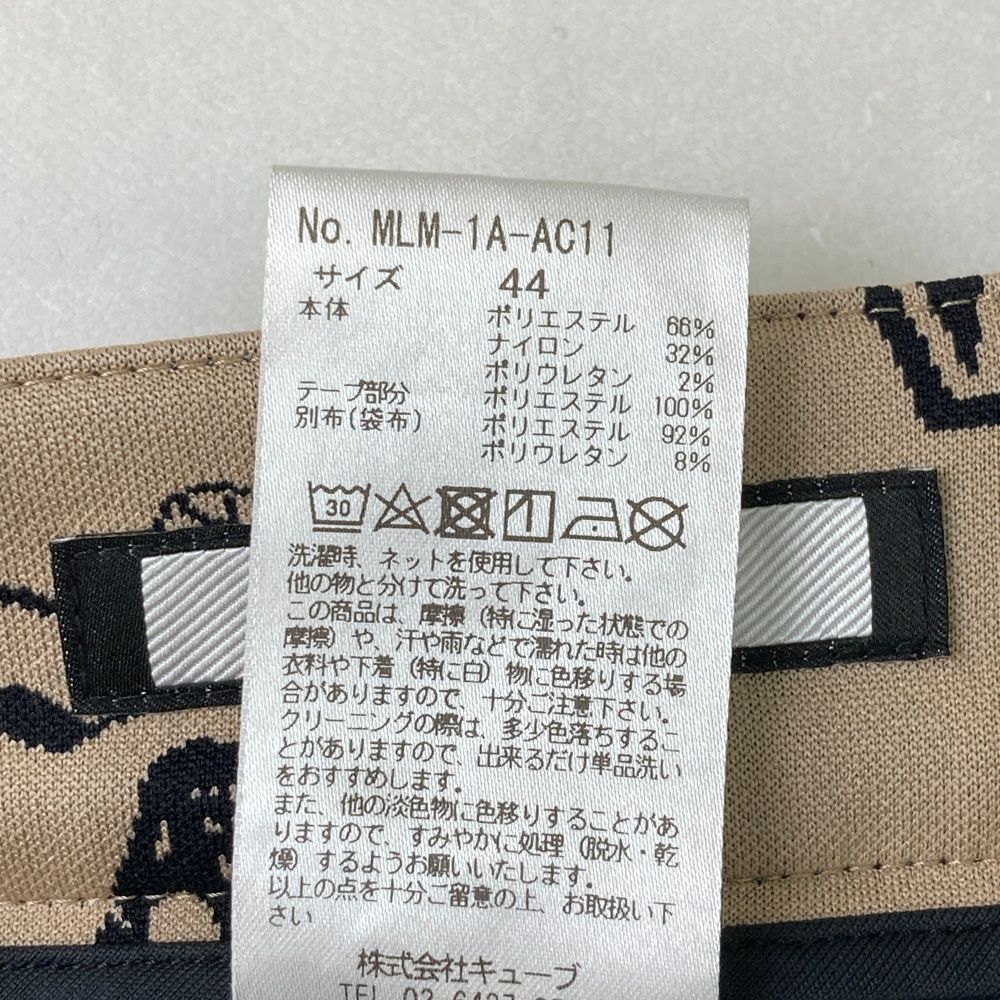 No. MLM-1A-AC11
サイズ 44
本体 ポリエステル 66%
ナイロン 32%
ポリウレタン 2%
テープ部分 ポリエステル 100%
別布(袋布) ポリエステル 92%
ポリウレタン 8%
30
洗濯時、ネットを使用して下さい。
他の物と分けて洗って下さい。
この商品は、摩擦(特に湿った状態での
摩擦)や、汗や雨などで濡れた時は他の
衣料や下着(特に白)物に色移りする場
合がありますので、十分ご注意下さい。
クリーニングの際は、多少色落ちするこ
とがありますので、出来るだけ単品洗い
をおすすめします。
また、他の淡色物に色移りすることがあ
りますので、すみやかに処理(脱水・乾
燥)するようお願いいたします。
以上の点を十分ご留意の上、お取扱い下
さい。
株式会社キューブ
TEL 03